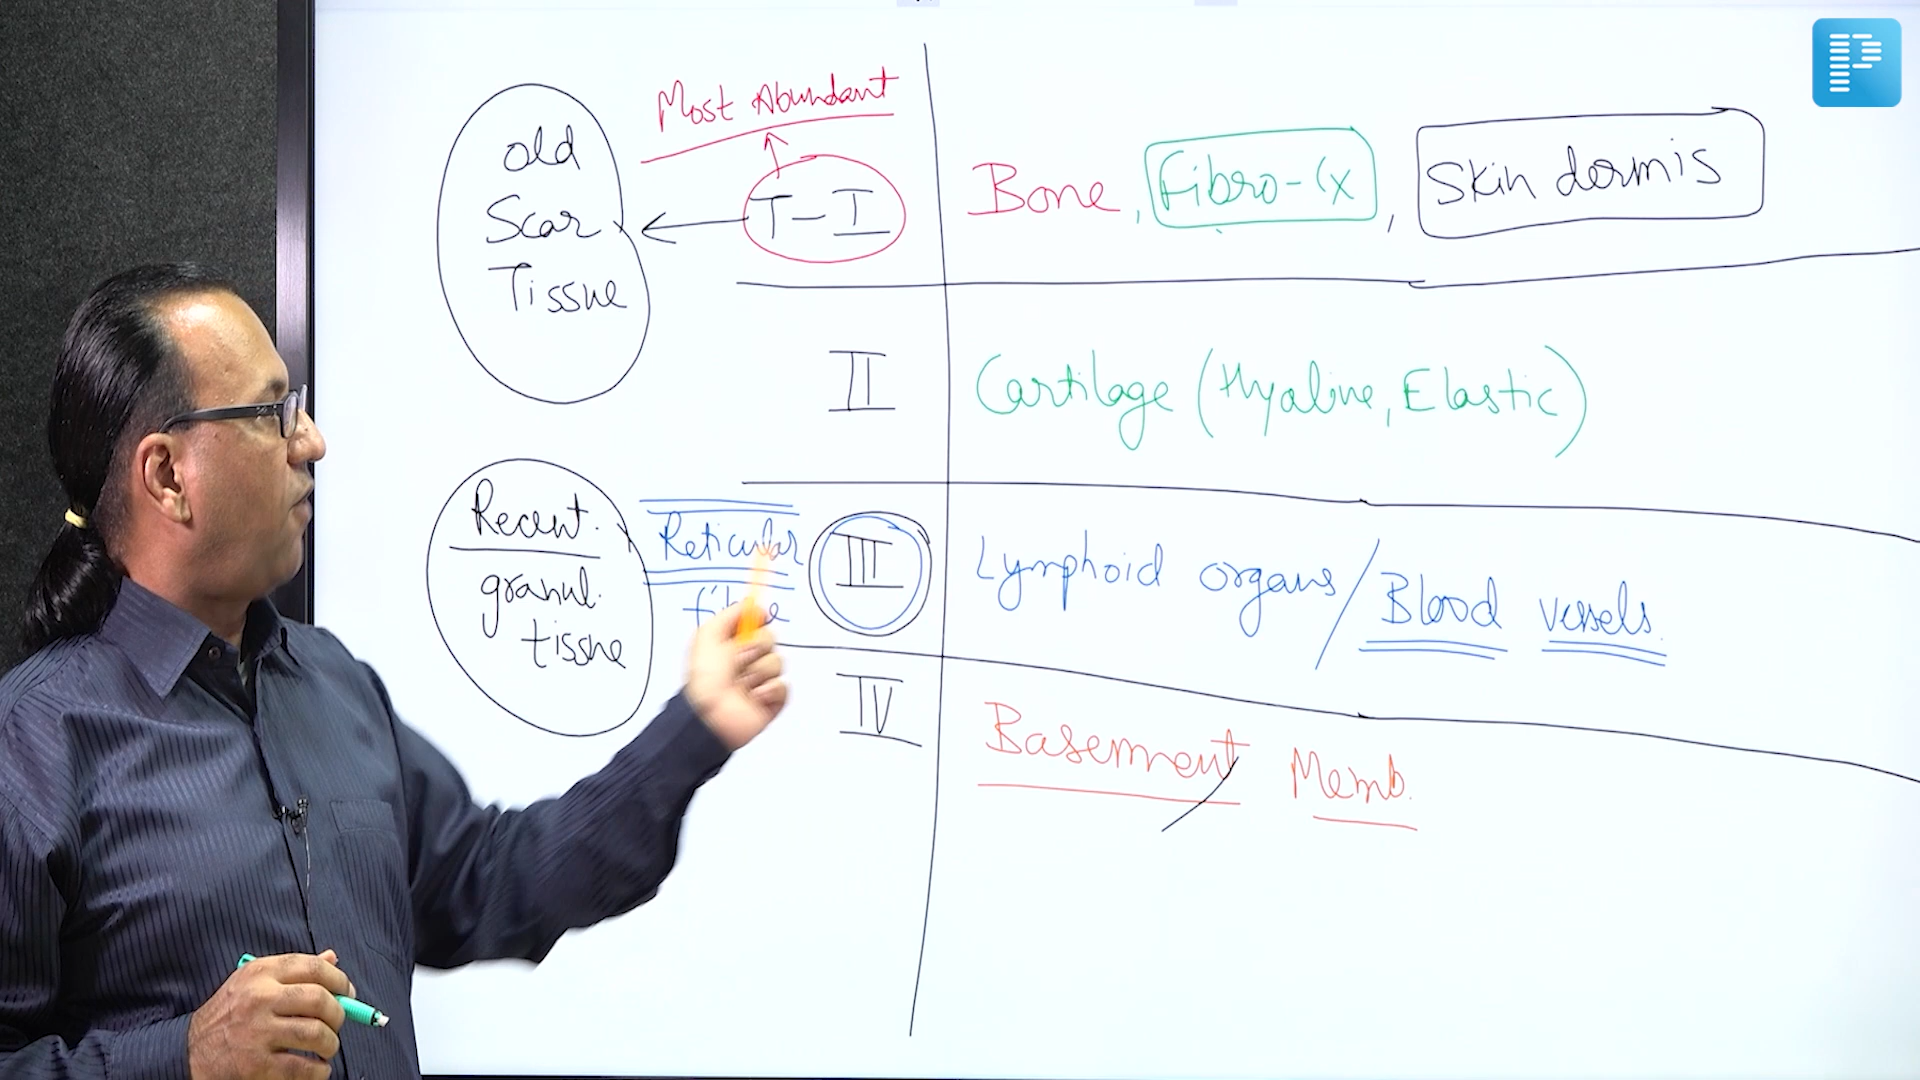 old
Scar
Tissue
Most Abundant
T-I
Bone, Fibro-Cx, Skin dermis
II
Cartilage (Hyaline, Elastic)
Recent.
granul.
tissue
Reticular
III
Lymphoid organs/Blood vessels.
IV
Basement Memb.
P